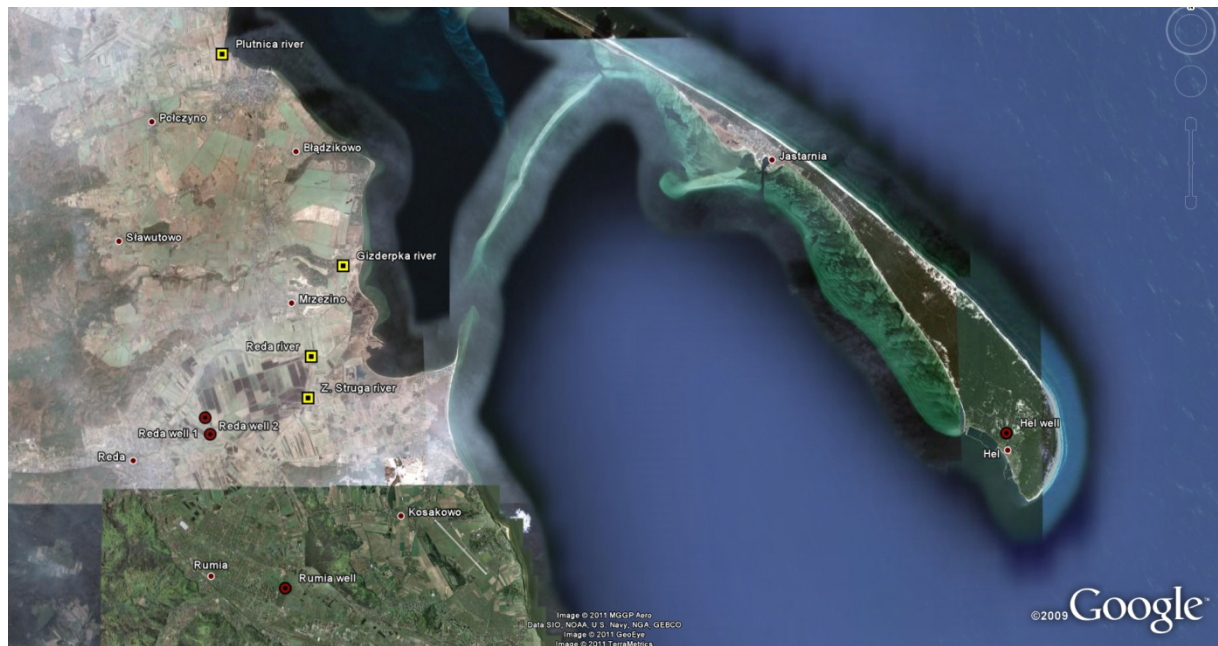 Plutnica river
Połczyno
Błądzikowo
Jastarnia
Sławutowo
Gizderpka river
Mrzezino
Reda river
Z. Struga river
Reda well 2
Reda well 1
Hel well
Hel
Reda
Kosakowo
Rumia
Rumia well
Image © 2011 MGGP Aero
Data SIO, NOAA, U.S. Navy, NGA, GEBCO
Image © 2011 GeoEye
Image © 2011 TerraMetrics
©2009 Google™